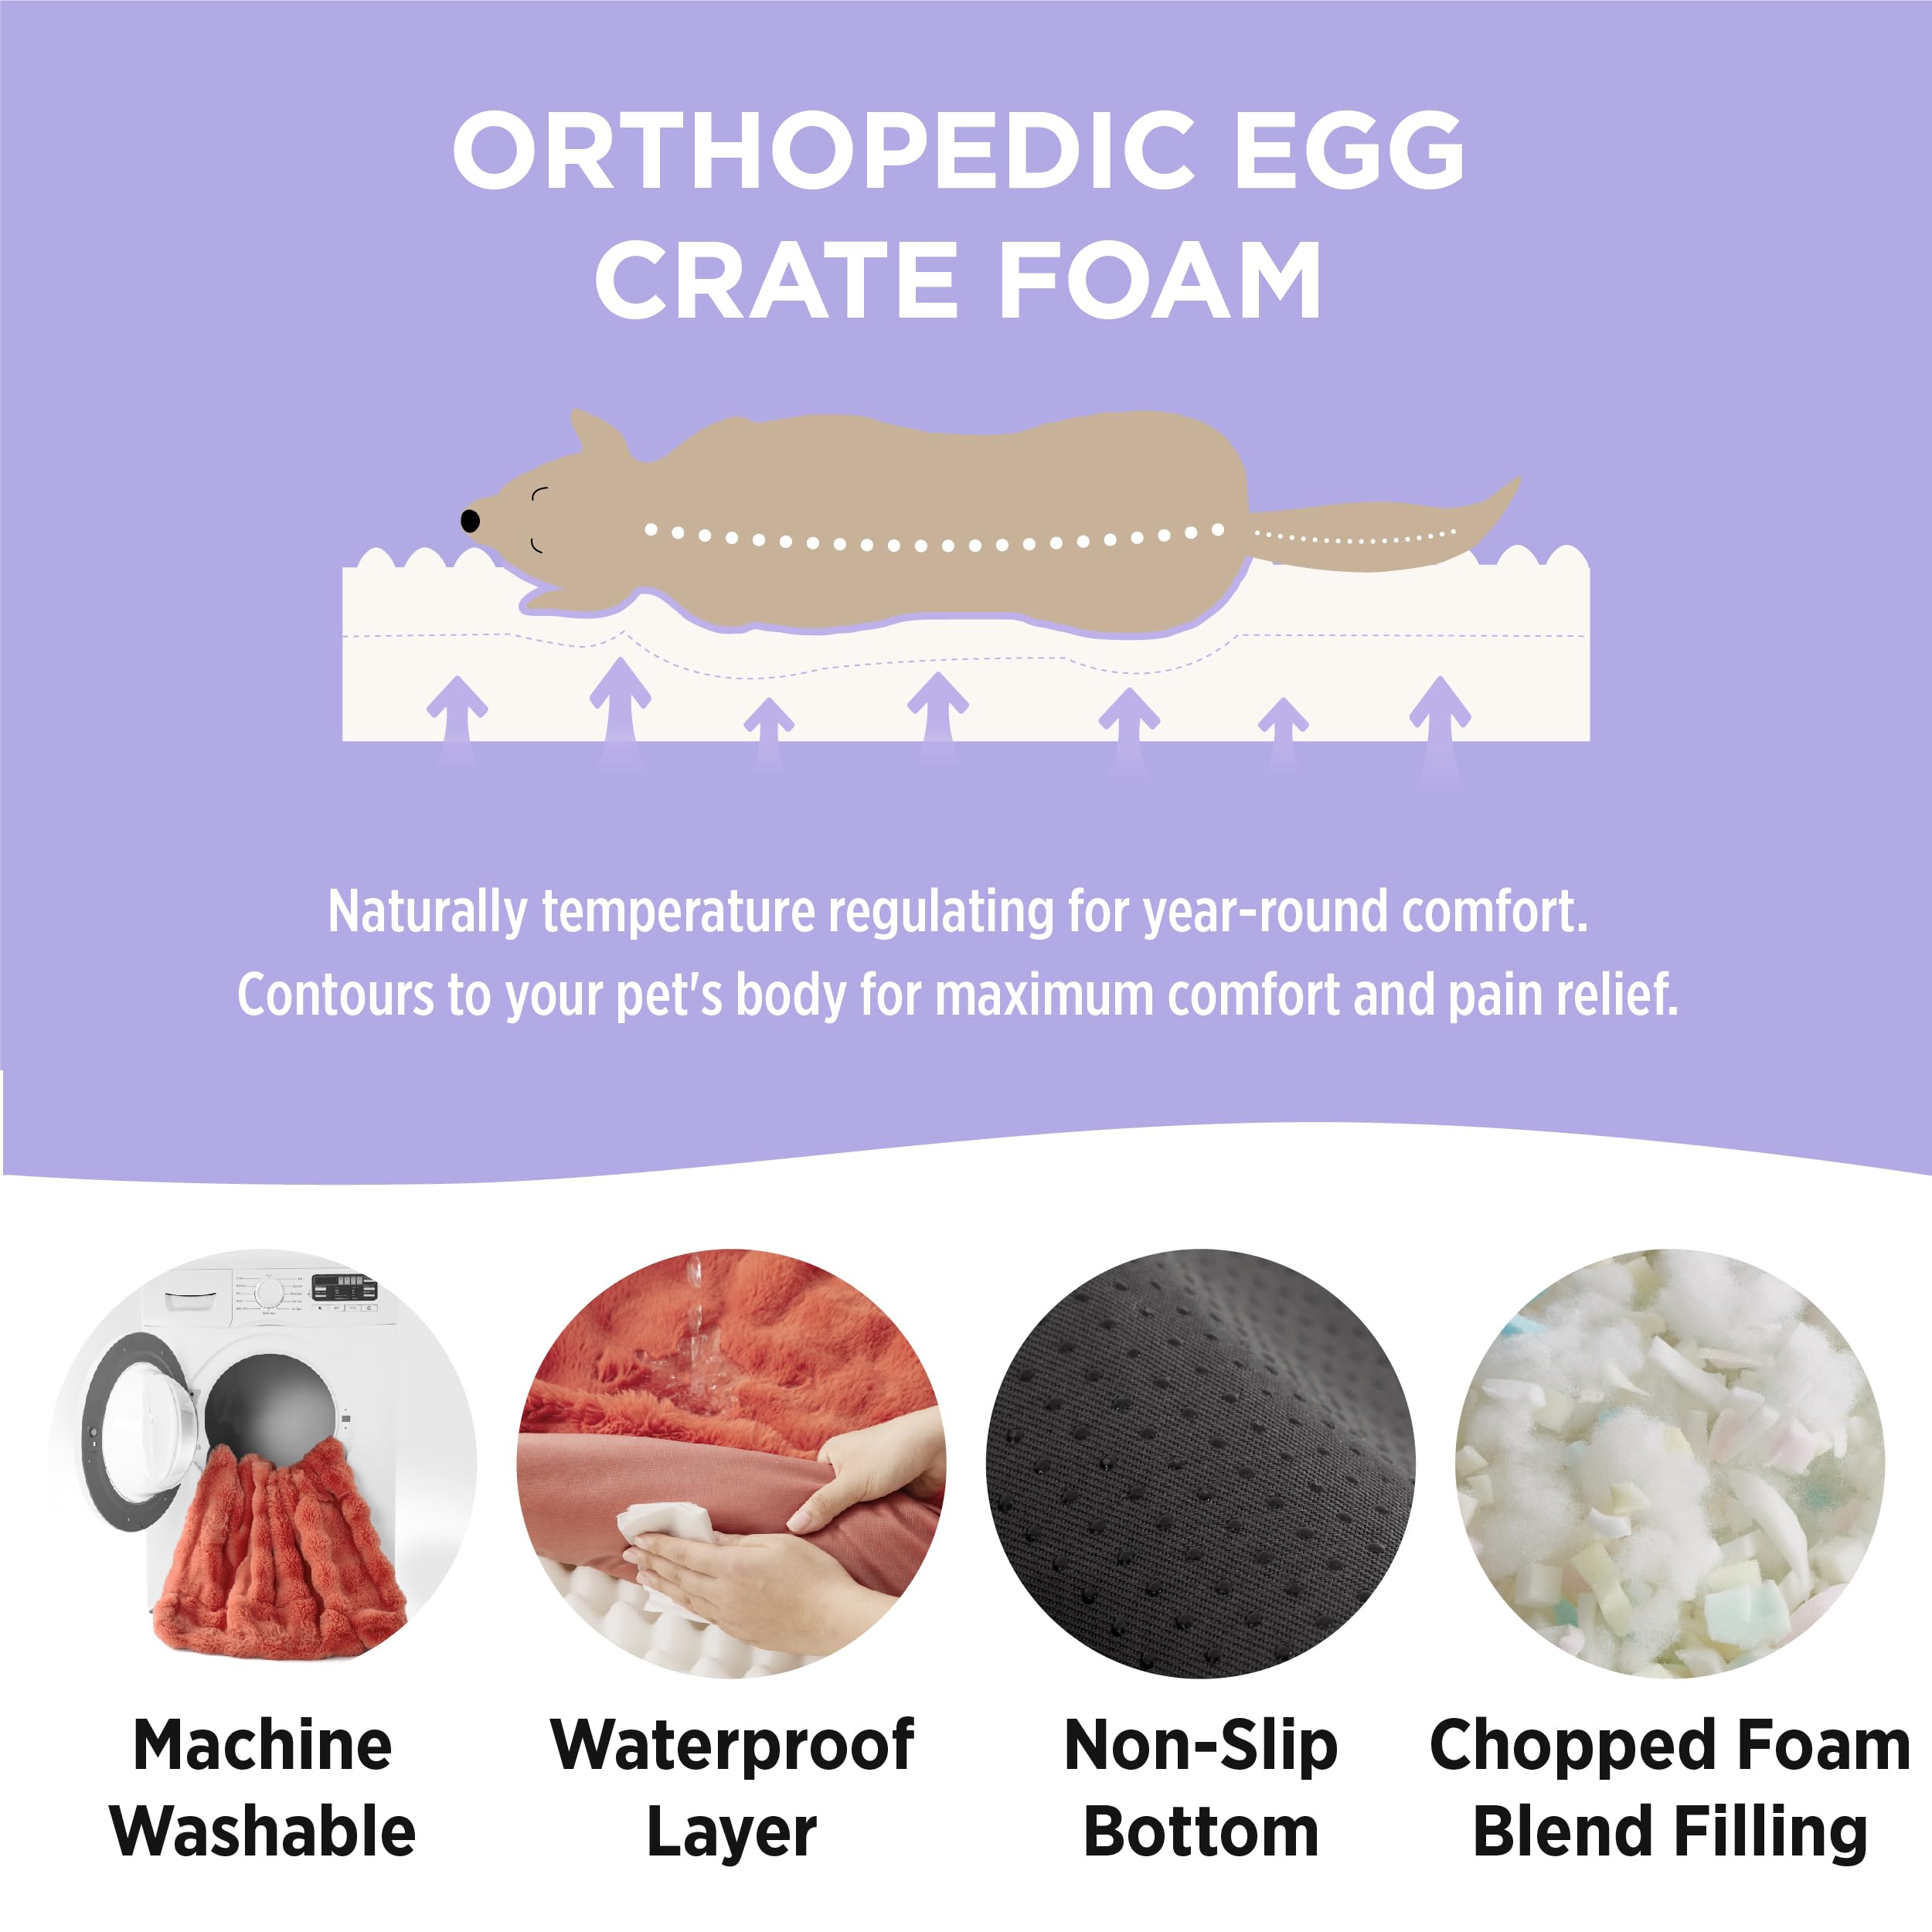 ORTHOPEDIC EGG
CRATE FOAM
Naturally temperature regulating for year-round comfort.
Contours to your pet's body for maximum comfort and pain relief.
Machine
Washable
Waterproof
Layer
Non-Slip
Bottom
Chopped Foam
Blend Filling